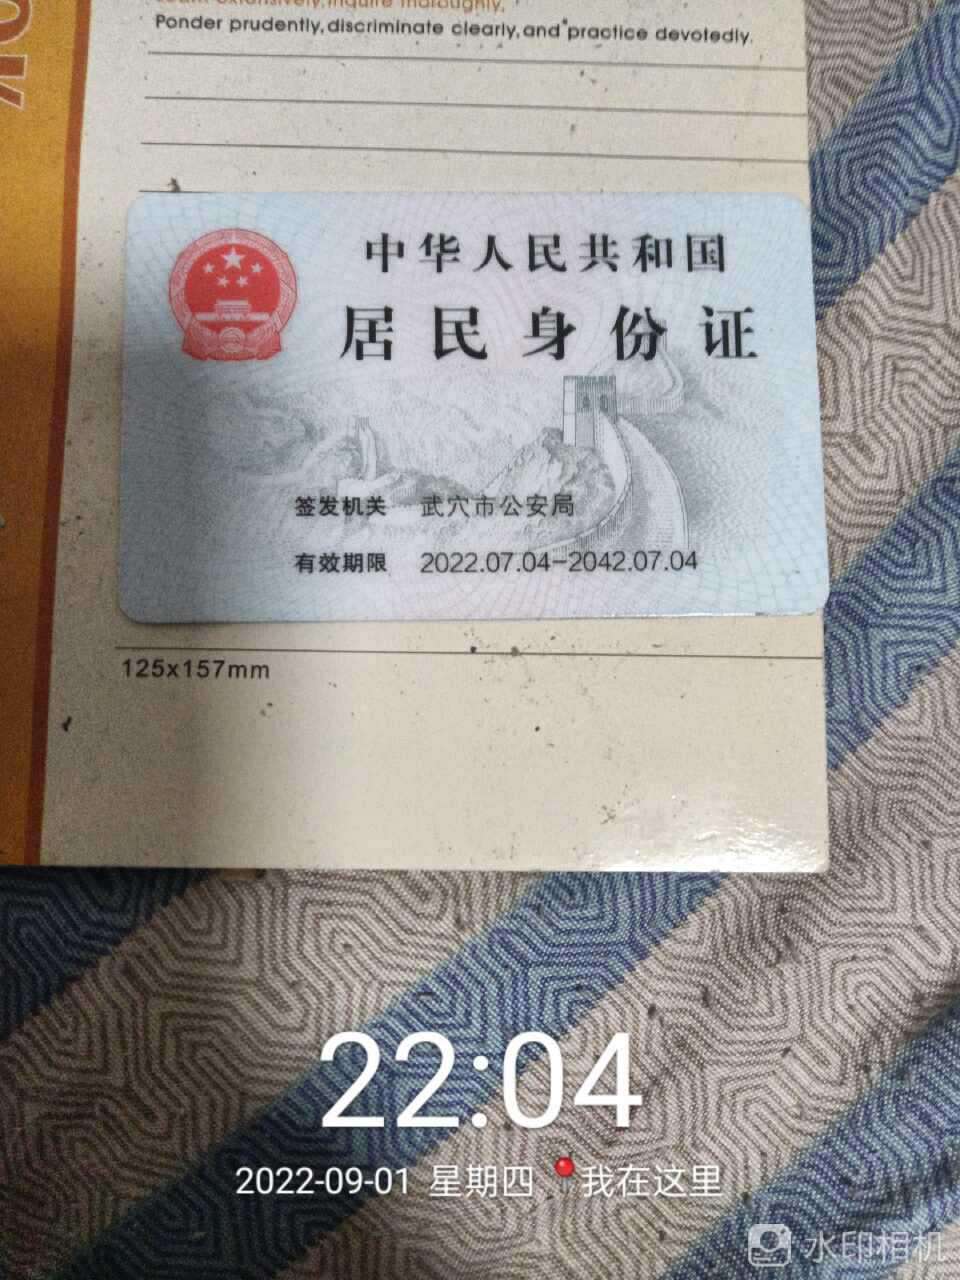 Ponder prudently,discriminate clearly,and practice devotedly.
中华人民共和国
居民身份证
签发机关 武穴市公安局
有效期限 2022.07.04-2042.07.04
125x157mm
22:04
2022-09-01 星期四 我在这里
水印相机